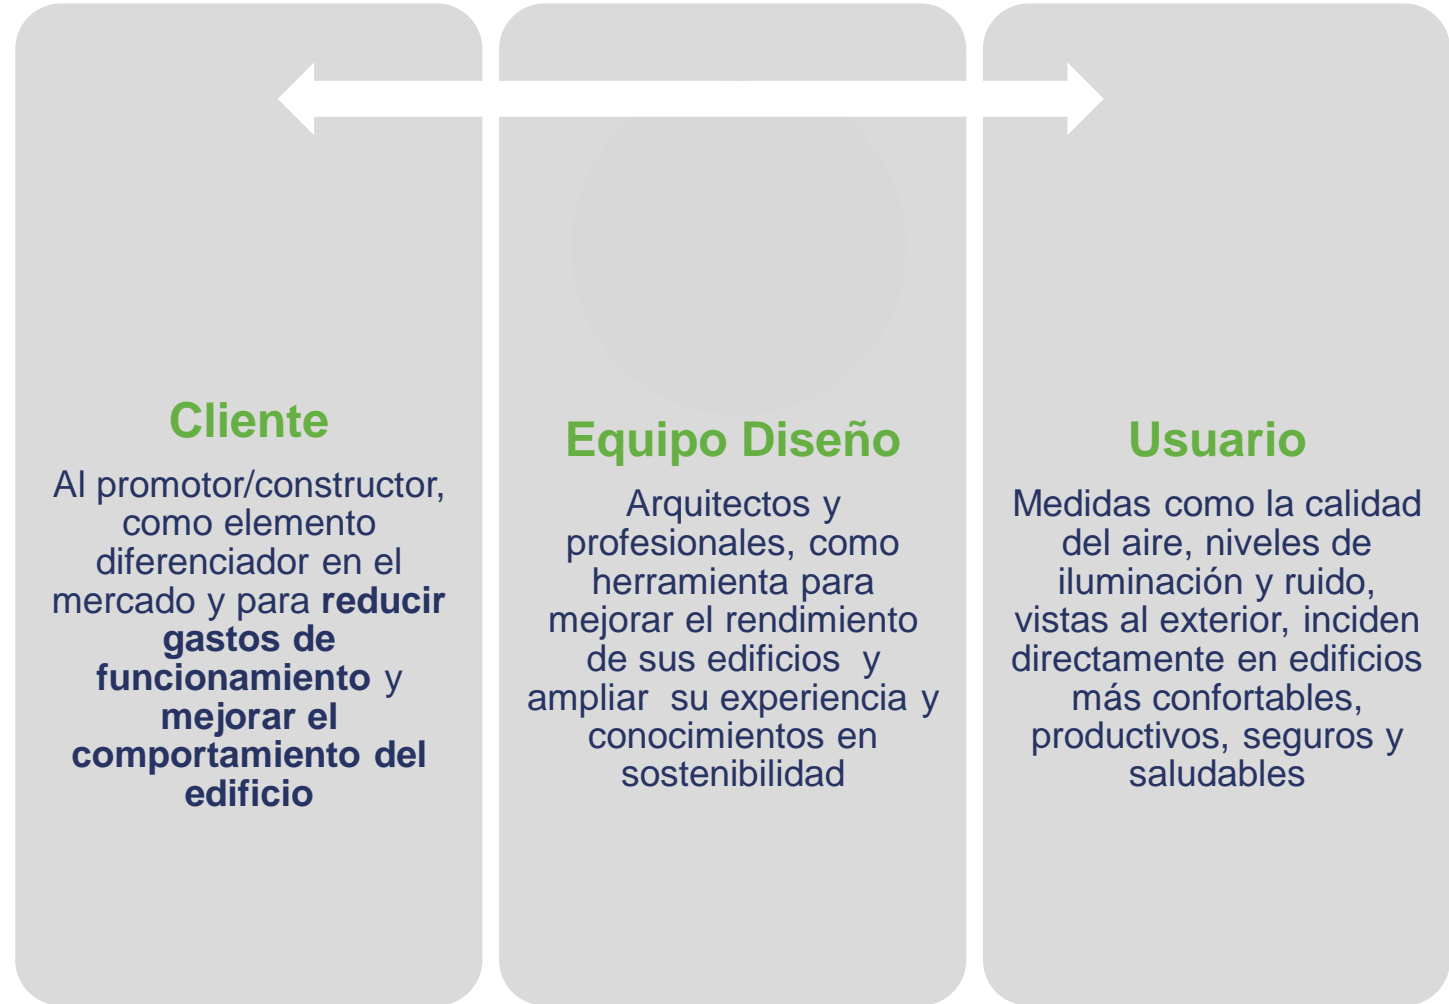 Cliente
Al promotor/constructor,
como elemento
diferenciador en el
mercado y para reducir
gastos de
funcionamiento y
mejorar el
comportamiento del
edificio
Equipo Diseño
Arquitectos y
profesionales, como
herramienta para
mejorar el rendimiento
de sus edificios  y
ampliar  su experiencia y
conocimientos en
sostenibilidad
Usuario
Medidas como la calidad
del aire, niveles de
iluminación y ruido,
vistas al exterior, inciden
directamente en edificios
más confortables,
productivos, seguros y
saludables